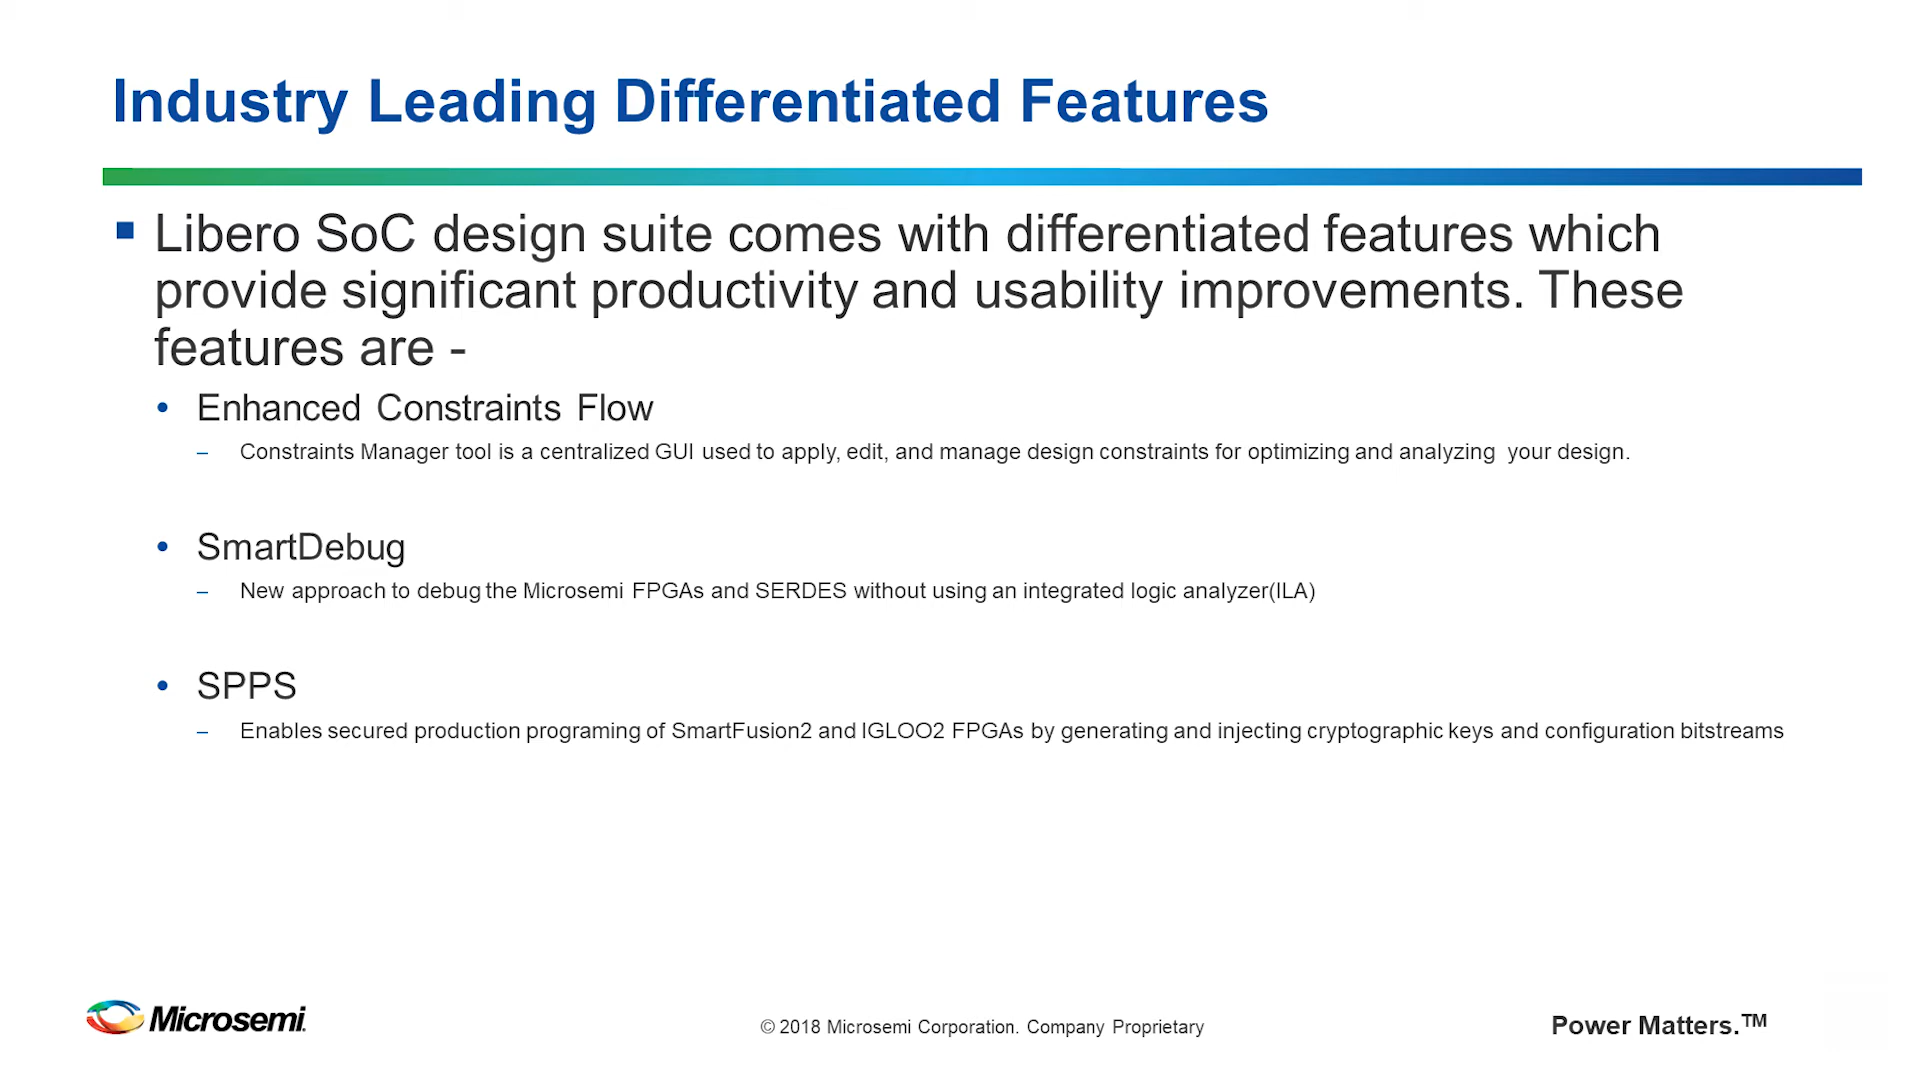 Industry Leading Differentiated Features
▪ Libero SoC design suite comes with differentiated features which
provide significant productivity and usability improvements. These
features are -
• Enhanced Constraints Flow
– Constraints Manager tool is a centralized GUI used to apply, edit, and manage design constraints for optimizing and analyzing your design.
• SmartDebug
– New approach to debug the Microsemi FPGAs and SERDES without using an integrated logic analyzer(ILA)
• SPPS
– Enables secured production programing of SmartFusion2 and IGLOO2 FPGAs by generating and injecting cryptographic keys and configuration bitstreams
Microsemi.
© 2018 Microsemi Corporation. Company Proprietary
Power Matters.™